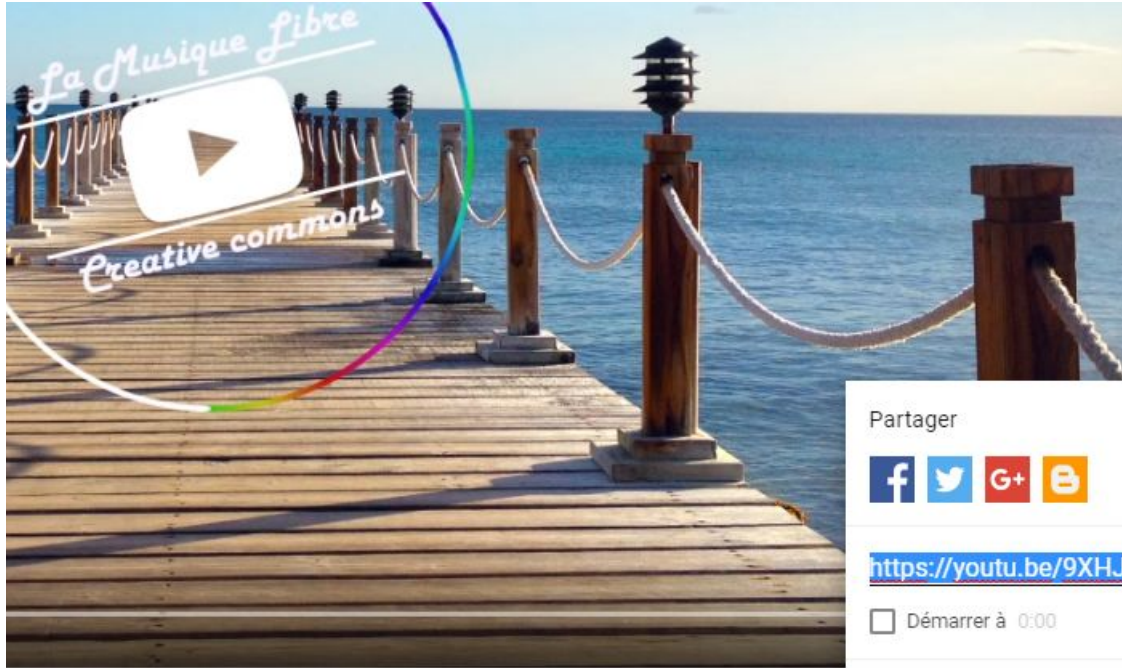 La Musique Libre
Creative commons
Partager
G+
https://youtu.be/9XHJ
Démarrer à 0:00